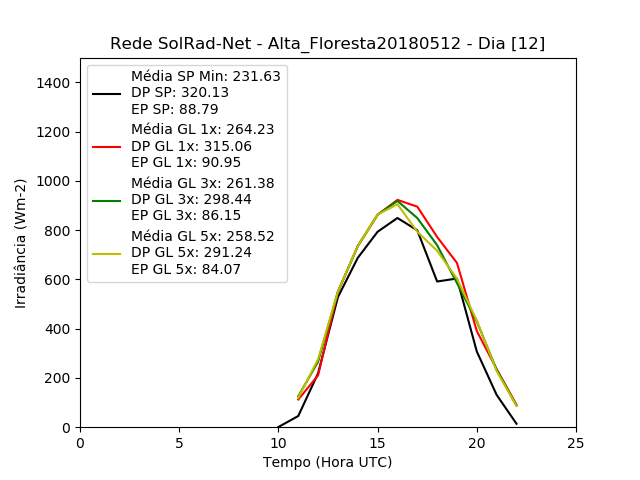 Rede SolRad-Net - Alta_Floresta20180512 - Dia [12]
Média SP Min: 231.63
DP SP: 320.13
EP SP: 88.79
Média GL 1x: 264.23
DP GL 1x: 315.06
EP GL 1x: 90.95
Média GL 3x: 261.38
DP GL 3x: 298.44
EP GL 3x: 86.15
Média GL 5x: 258.52
DP GL 5x: 291.24
EP GL 5x: 84.07
Irradiância (Wm-2)
1400
1200
1000
800
600
400
200
0
0 5 10 15 20 25
Tempo (Hora UTC)